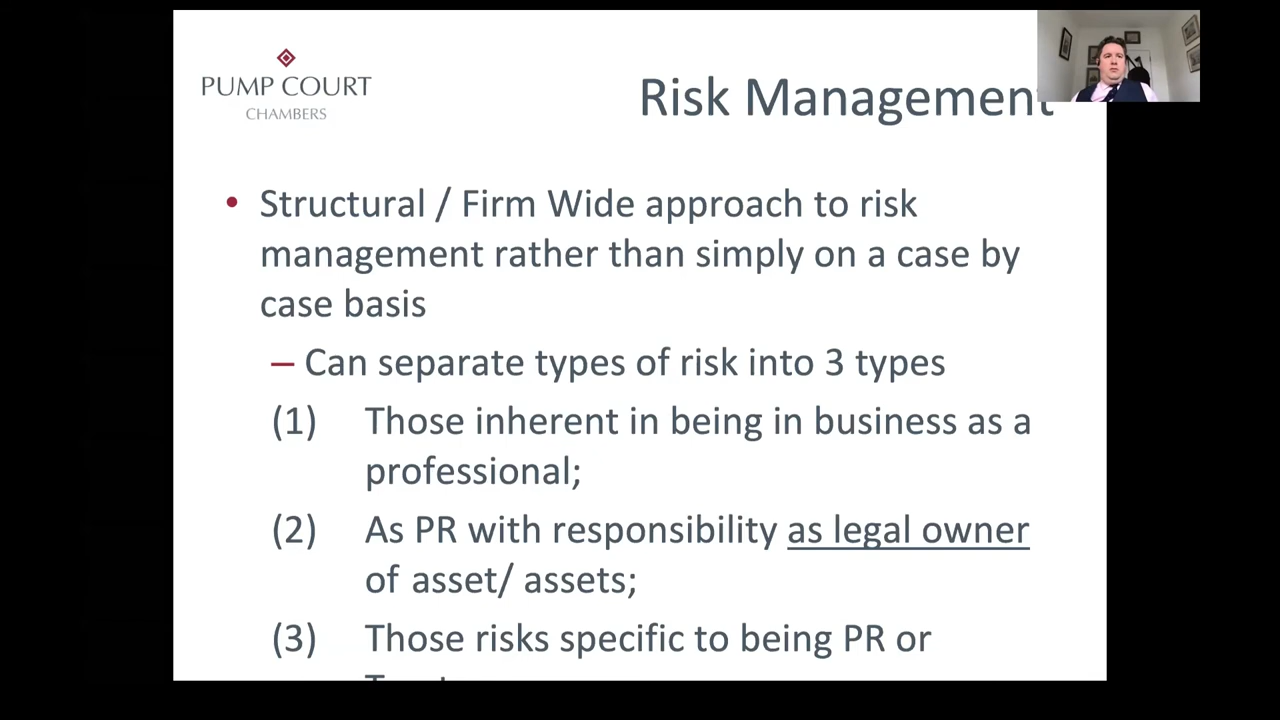 PUMP COURT
CHAMBERS
Risk Management
• Structural / Firm Wide approach to risk
management rather than simply on a case by
case basis
– Can separate types of risk into 3 types
(1) Those inherent in being in business as a
professional;
(2) As PR with responsibility as legal owner
of asset/ assets;
(3) Those risks specific to being PR or